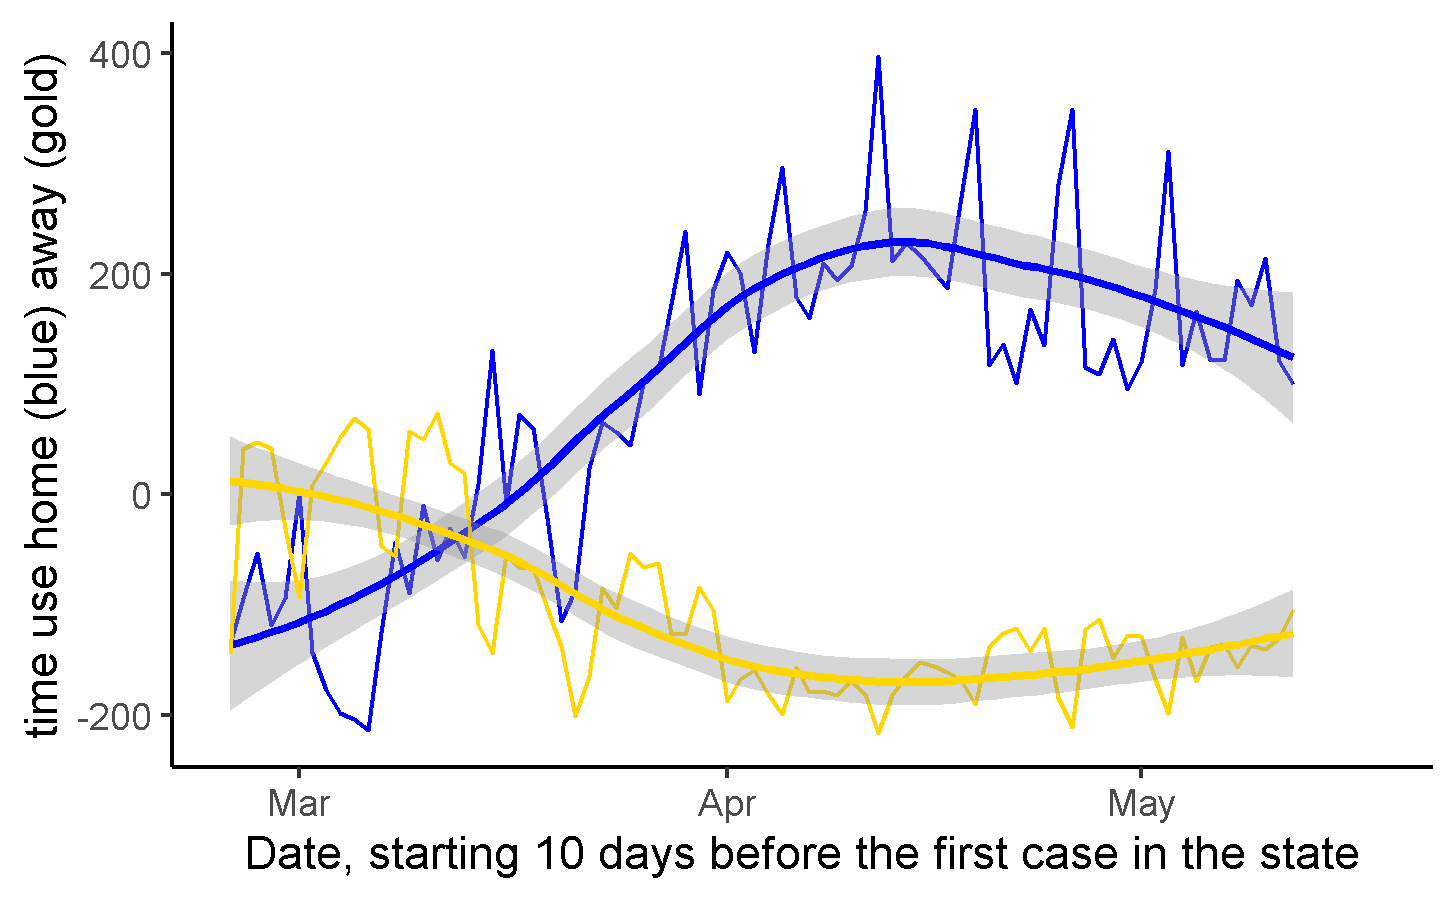 time use home (blue) away (gold)
400
200
0
-200
Mar
Apr
May
Date, starting 10 days before the first case in the state